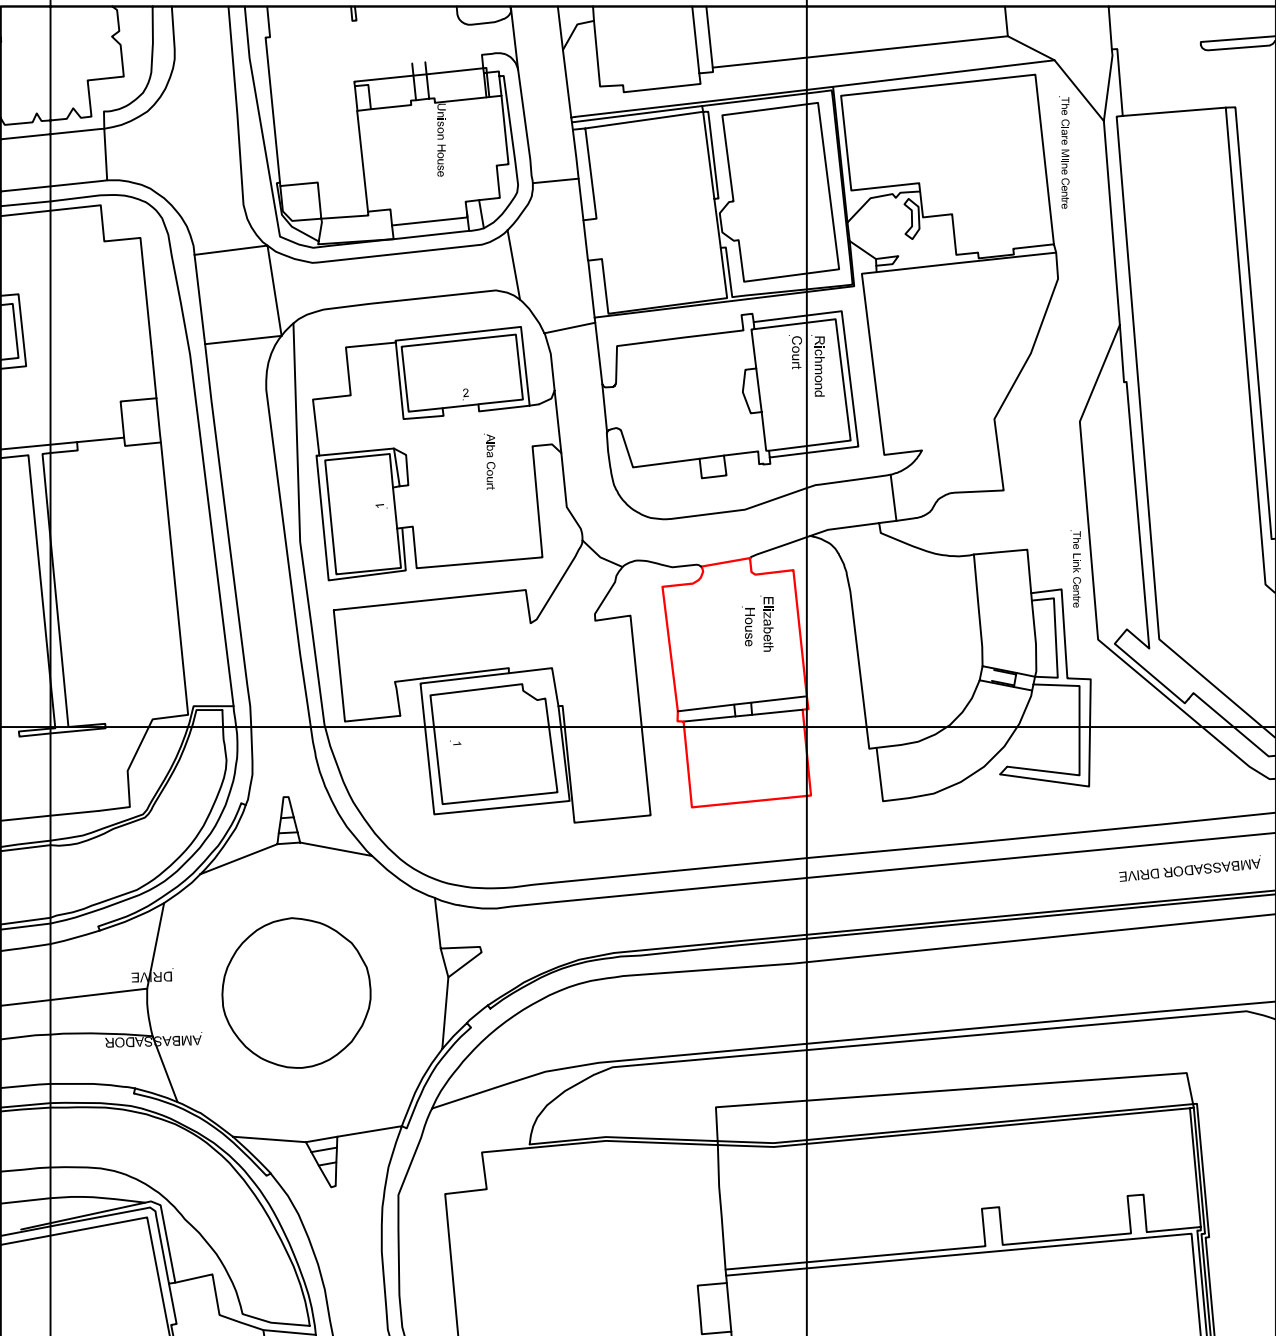 Unison House
The Clare Milne Centre
Richmond
Court
2
Alba Court
1
The Link Centre
Elizabeth
House
1
AMBASSADOR DRIVE
DRIVE
AMBASSADOR